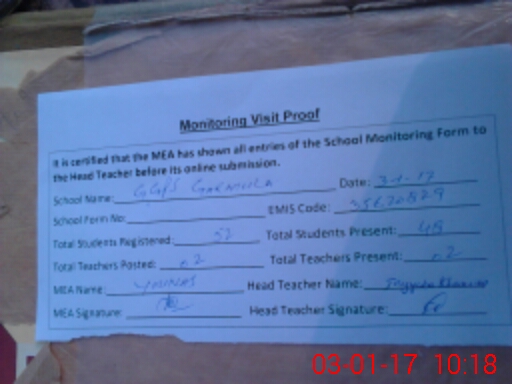 Monitoring Visit Proof
It is certified that the MEA has shown all entries of the School Monitoring Form to
the Head Teacher before its online submission.
School Name: GGPS Date: 3-1-17
School Form No: EMIS Code: 35620829
Total Students Registered: 52 Total Students Present: 48
Total Teachers Posted: 02 Total Teachers Present: 02
MEA Name: YOUNAS Head Teacher Name:
MEA Signature: Head Teacher Signature:
03-01-17 10:18